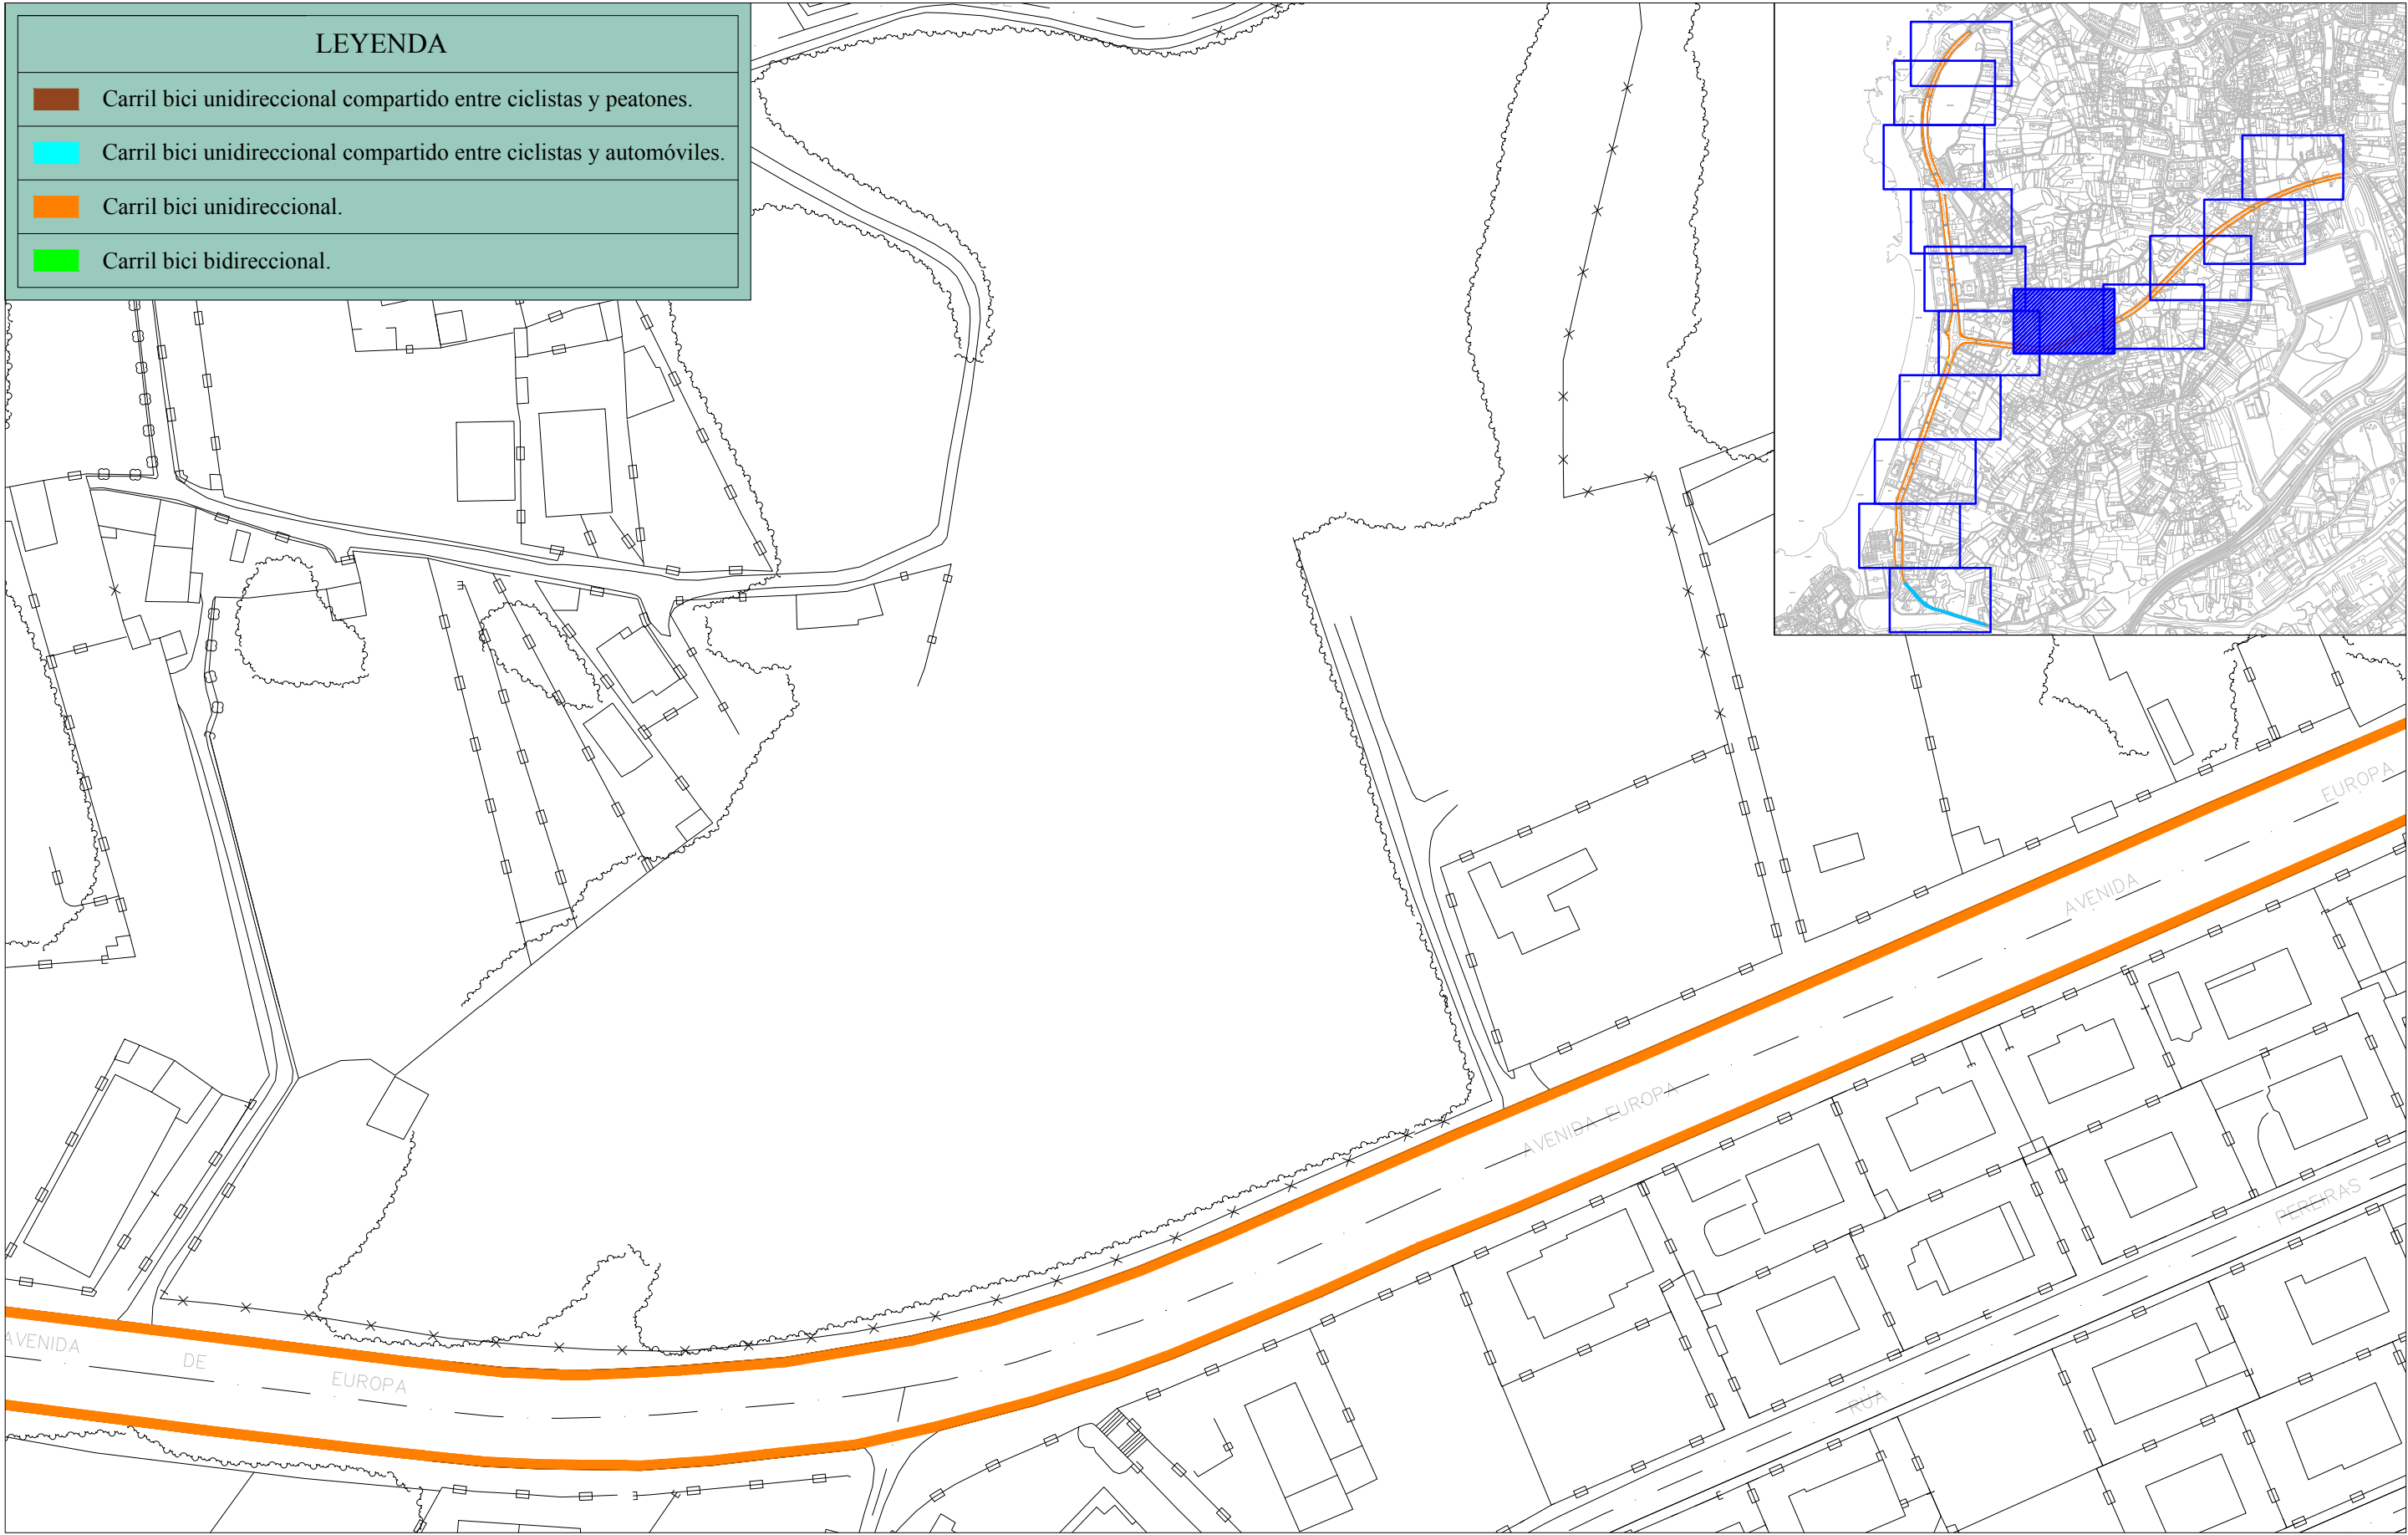 LEYENDA
Carril bici unidireccional compartido entre ciclistas y peatones.
Carril bici unidireccional compartido entre ciclistas y automóviles.
Carril bici unidireccional.
Carril bici bidireccional.
EUROPA
AVENIDA
AVENIDA EUROPA
PEREIRAS
RÚA
AVENIDA
DE
EUROPA